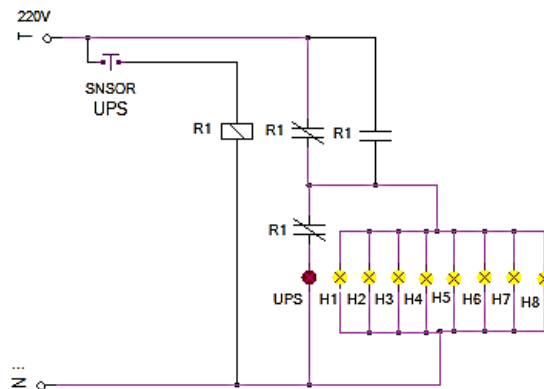 220V
T
SNSOR
UPS
R1 R1 R1
R1
UPS H1 H2 H3 H4 H5 H6 H7 H8
N